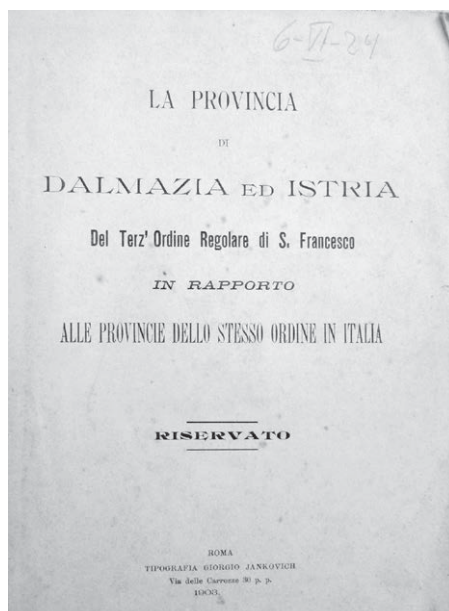 6-VI-24
LA PROVINCIA
DI
DALMAZIA ED ISTRIA
Del Terz' Ordine Regolare di S. Francesco
IN RAPPORTO
ALLE PROVINCIE DELLO STESSO ORDINE IN ITALIA
RISERVATO
ROMA
TIPOGRAFIA GIORGIO JANKOVICH
Via delle Carrozze 30 p. p.
1903.